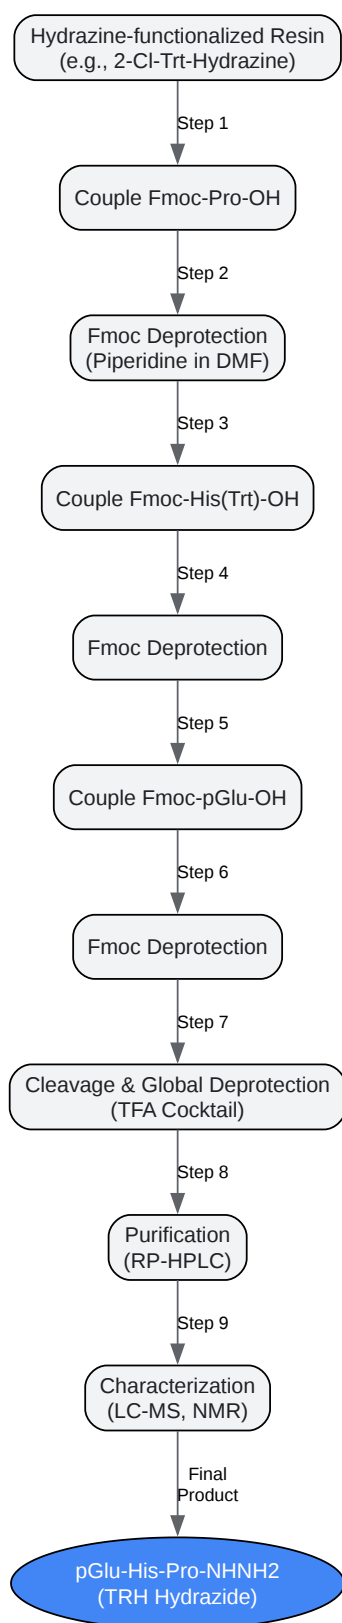 Hydrazine-functionalized Resin
(e.g., 2-Cl-Trt-Hydrazine)
Step 1
Couple Fmoc-Pro-OH
Step 2
Fmoc Deprotection
(Piperidine in DMF)
Step 3
Couple Fmoc-His(Trt)-OH
Step 4
Fmoc Deprotection
Step 5
Couple Fmoc-pGlu-OH
Step 6
Fmoc Deprotection
Step 7
Cleavage & Global Deprotection
(TFA Cocktail)
Step 8
Purification
(RP-HPLC)
Step 9
Characterization
(LC-MS, NMR)
Final
Product
pGlu-His-Pro-NHNH2
(TRH Hydrazide)